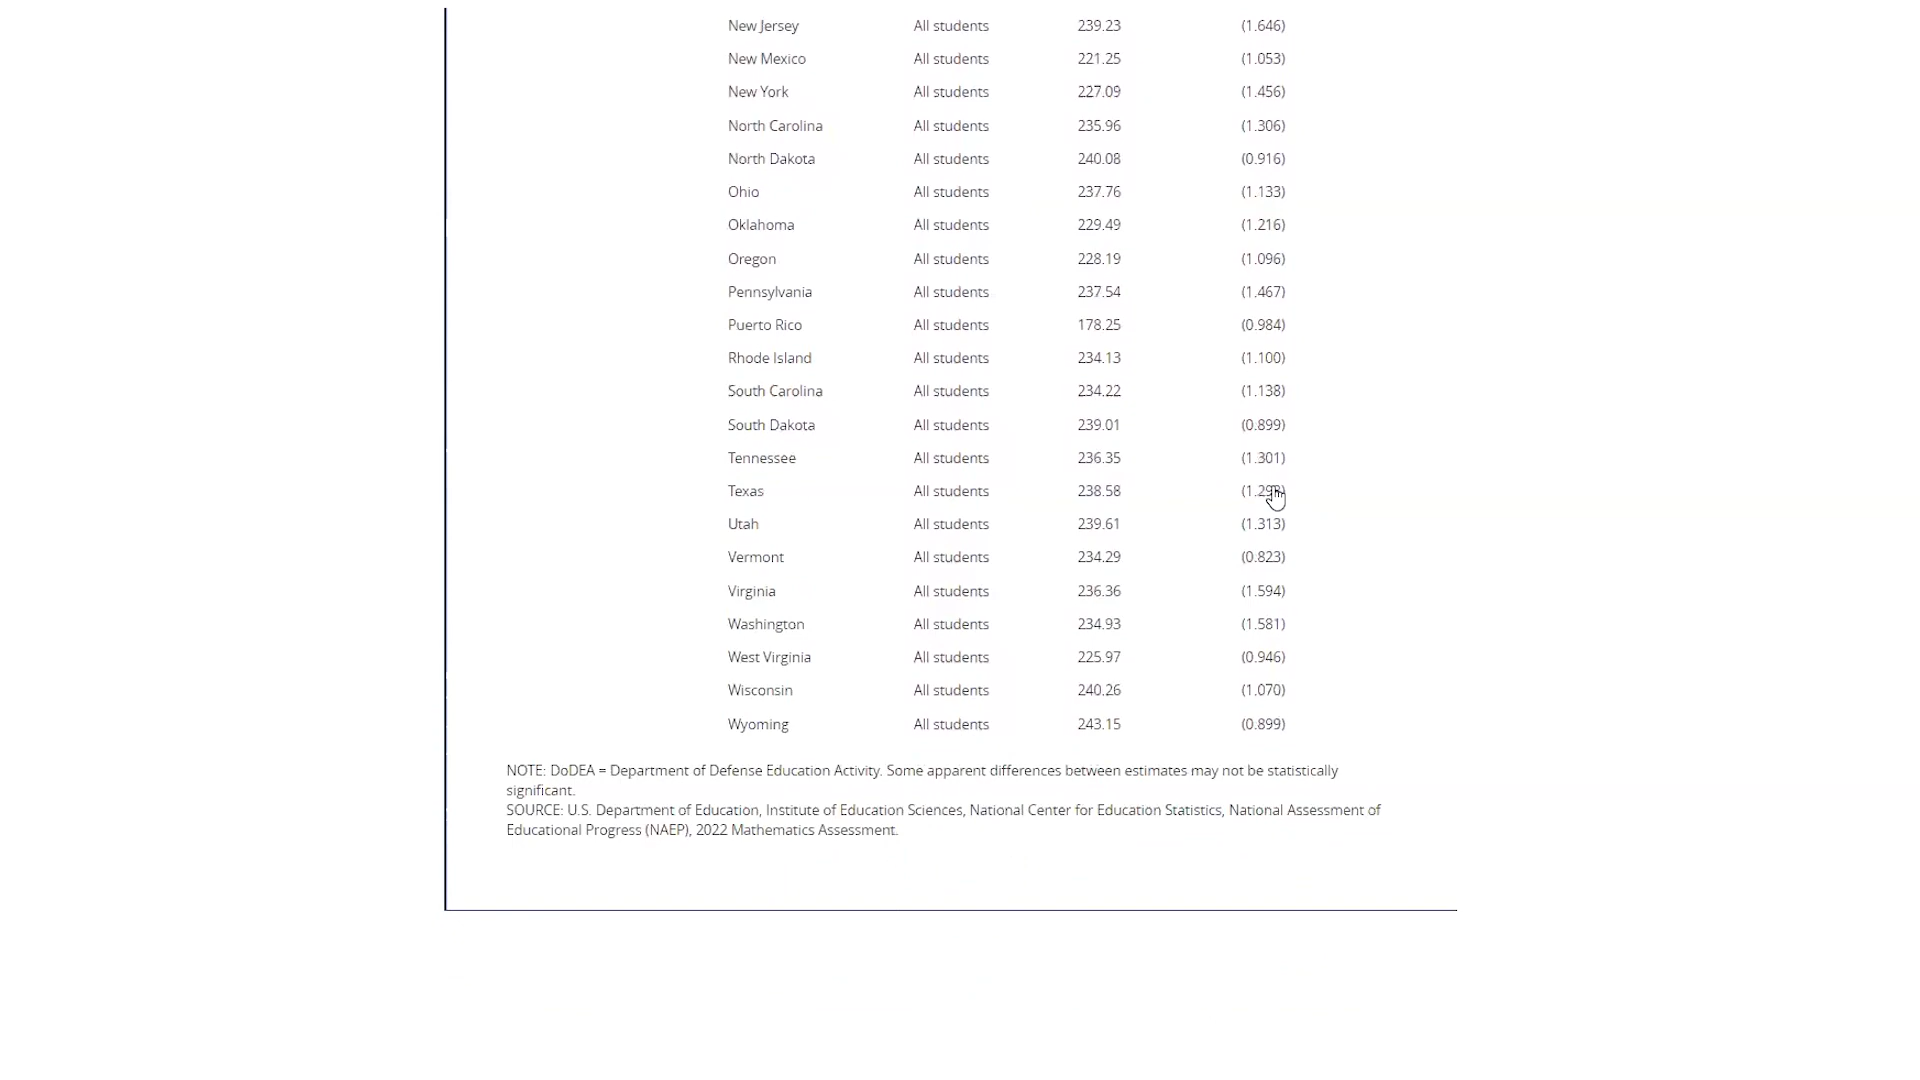 New Jersey All students 239.23 (1.646)
New Mexico All students 221.25 (1.053)
New York All students 227.09 (1.456)
North Carolina All students 235.96 (1.306)
North Dakota All students 240.08 (0.916)
Ohio All students 237.76 (1.133)
Oklahoma All students 229.49 (1.216)
Oregon All students 228.19 (1.096)
Pennsylvania All students 237.54 (1.467)
Puerto Rico All students 178.25 (0.984)
Rhode Island All students 234.13 (1.100)
South Carolina All students 234.22 (1.138)
South Dakota All students 239.01 (0.899)
Tennessee All students 236.35 (1.301)
Texas All students 238.58
Utah All students 239.61 (1.313)
Vermont All students 234.29 (0.823)
Virginia All students 236.36 (1.594)
Washington All students 234.93 (1.581)
West Virginia All students 225.97 (0.946)
Wisconsin All students 240.26 (1.070)
Wyoming All students 243.15 (0.899)
NOTE: DoDEA = Department of Defense Education Activity. Some apparent differences between estimates may not be statistically
significant.
SOURCE: U.S. Department of Education, Institute of Education Sciences, National Center for Education Statistics, National Assessment of
Educational Progress (NAEP), 2022 Mathematics Assessment.